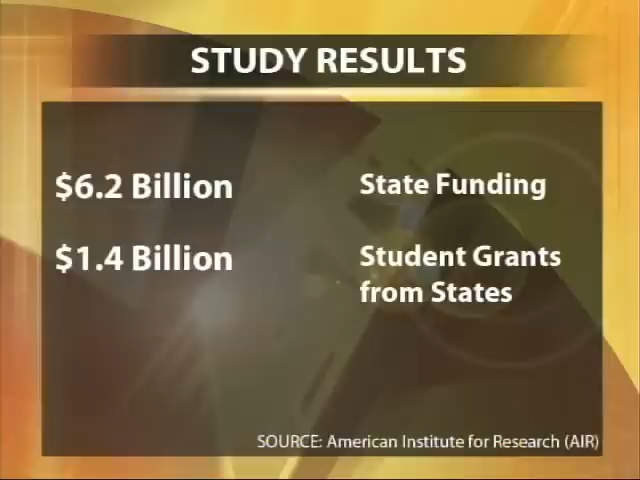 STUDY RESULTS
$6.2 Billion State Funding
$1.4 Billion Student Grants
from States
SOURCE: American Institute for Research (AIR)